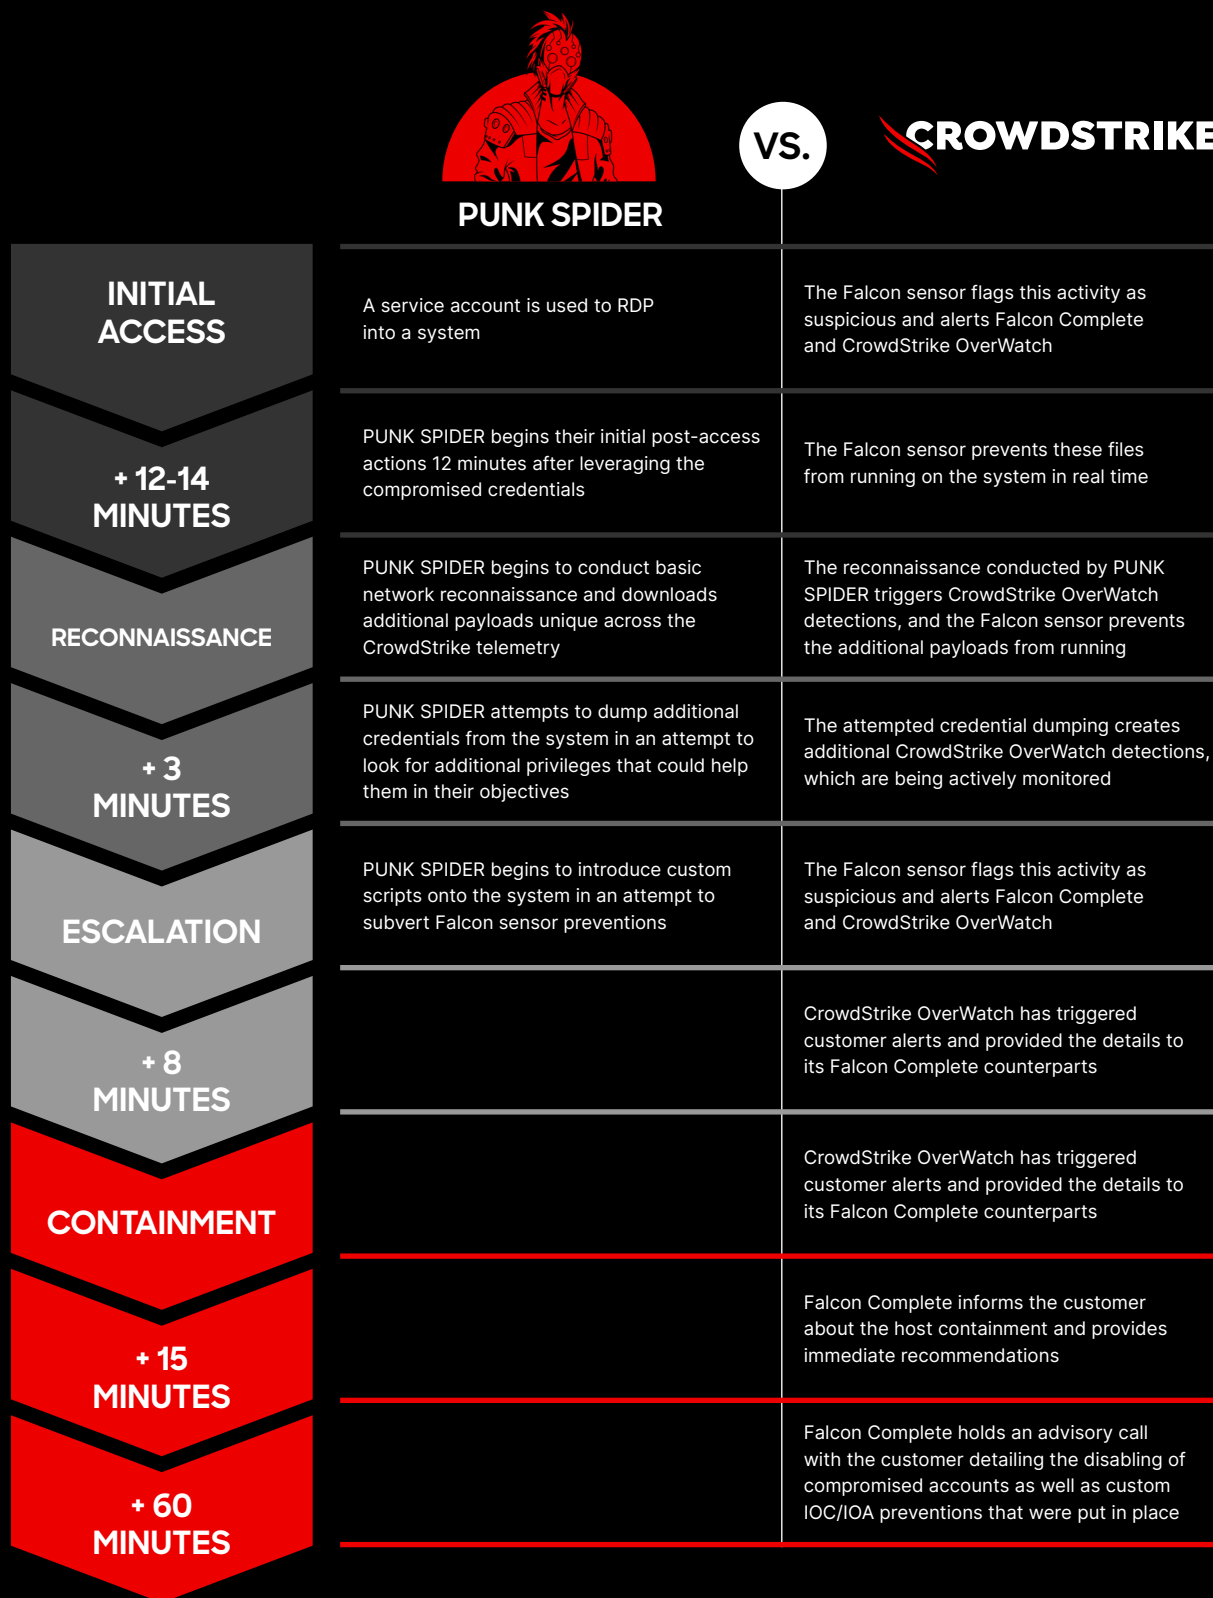 PUNK SPIDER
VS.
CROWDSTRIKE
INITIAL
ACCESS
A service account is used to RDP
into a system
The Falcon sensor flags this activity as
suspicious and alerts Falcon Complete
and CrowdStrike OverWatch
+ 12-14
MINUTES
PUNK SPIDER begins their initial post-access
actions 12 minutes after leveraging the
compromised credentials
The Falcon sensor prevents these files
from running on the system in real time
RECONNAISSANCE
PUNK SPIDER begins to conduct basic
network reconnaissance and downloads
additional payloads unique across the
CrowdStrike telemetry
The reconnaissance conducted by PUNK
SPIDER triggers CrowdStrike OverWatch
detections, and the Falcon sensor prevents
the additional payloads from running
+ 3
MINUTES
PUNK SPIDER attempts to dump additional
credentials from the system in an attempt to
look for additional privileges that could help
them in their objectives
The attempted credential dumping creates
additional CrowdStrike OverWatch detections,
which are being actively monitored
ESCALATION
PUNK SPIDER begins to introduce custom
scripts onto the system in an attempt to
subvert Falcon sensor preventions
The Falcon sensor flags this activity as
suspicious and alerts Falcon Complete
and CrowdStrike OverWatch
+ 8
MINUTES
CrowdStrike OverWatch has triggered
customer alerts and provided the details to
its Falcon Complete counterparts
CONTAINMENT
CrowdStrike OverWatch has triggered
customer alerts and provided the details to
its Falcon Complete counterparts
+ 15
MINUTES
Falcon Complete informs the customer
about the host containment and provides
immediate recommendations
+ 60
MINUTES
Falcon Complete holds an advisory call
with the customer detailing the disabling of
compromised accounts as well as custom
IOC/IOA preventions that were put in place